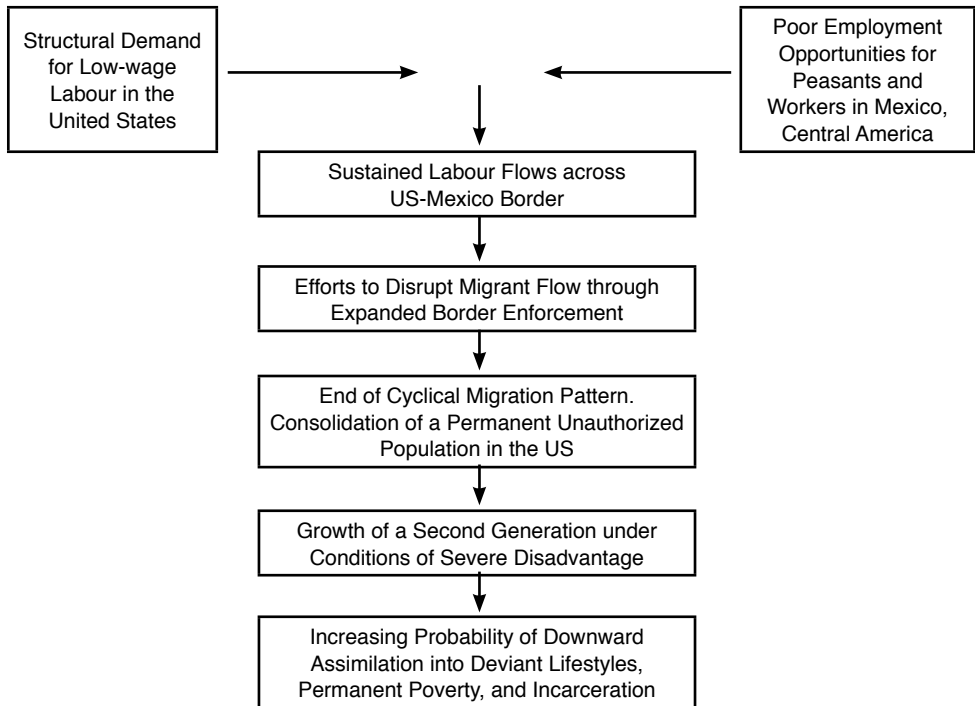 Structural Demand
for Low-wage
Labour in the
United States
Poor Employment
Opportunities for
Peasants and
Workers in Mexico,
Central America
Sustained Labour Flows across
US-Mexico Border
Efforts to Disrupt Migrant Flow through
Expanded Border Enforcement
End of Cyclical Migration Pattern.
Consolidation of a Permanent Unauthorized
Population in the US
Growth of a Second Generation under
Conditions of Severe Disadvantage
Increasing Probability of Downward
Assimilation into Deviant Lifestyles,
Permanent Poverty, and Incarceration